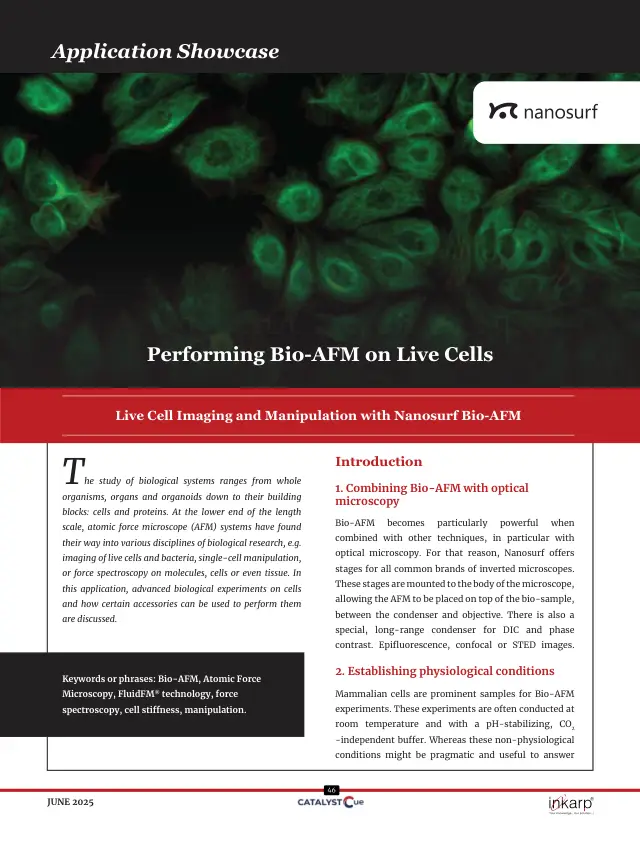 Application Showcase
nanosurf
Performing Bio-AFM on Live Cells
Live Cell Imaging and Manipulation with Nanosurf Bio-AFM
The study of biological systems ranges from whole
organisms, organs and organoids down to their building
blocks: cells and proteins. At the lower end of the length
scale, atomic force microscope (AFM) systems have found
their way into various disciplines of biological research, e.g.
imaging of live cells and bacteria, single-cell manipulation,
or force spectroscopy on molecules, cells or even tissue. In
this application, advanced biological experiments on cells
and how certain accessories can be used to perform them
are discussed.
Keywords or phrases: Bio-AFM, Atomic Force
Microscopy, FluidFM® technology, force
spectroscopy, cell stiffness, manipulation.
Introduction
1. Combining Bio-AFM with optical
microscopy
Bio-AFM becomes particularly powerful when
combined with other techniques, in particular with
optical microscopy. For that reason, Nanosurf offers
stages for all common brands of inverted microscopes.
These stages are mounted to the body of the microscope,
allowing the AFM to be placed on top of the bio-sample,
between the condenser and objective. There is also a
special, long-range condenser for DIC and phase
contrast. Epifluorescence, confocal or STED images.
2. Establishing physiological conditions
Mammalian cells are prominent samples for Bio-AFM
experiments. These experiments are often conducted at
room temperature and with a pH-stabilizing, CO₂
-independent buffer. Whereas these non-physiological
conditions might be pragmatic and useful to answer
46
JUNE 2025
CATALYST Cue
inkarp®